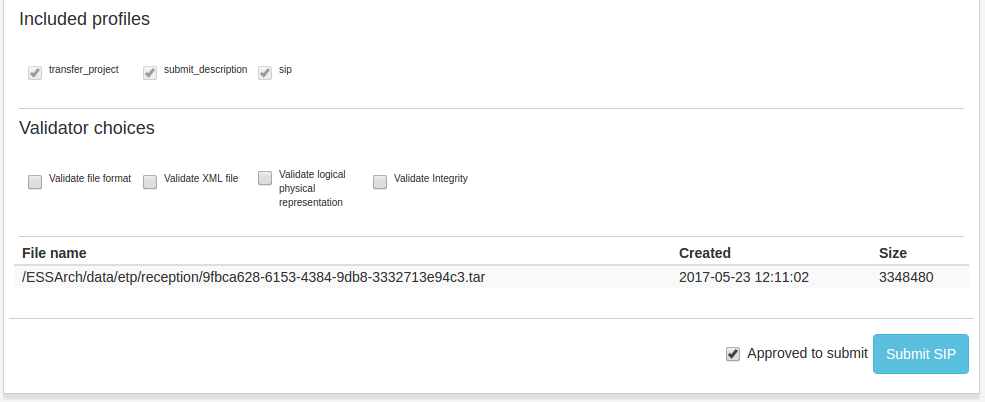 Included profiles
transfer_project submit_description sip
Validator choices
Validate file format Validate XML file Validate logical physical representation Validate Integrity
File name Created Size
/ESSArch/data/etp/reception/9fbca628-6153-4384-9db8-3332713e94c3.tar 2017-05-23 12:11:02 3348480
Approved to submit Submit SIP